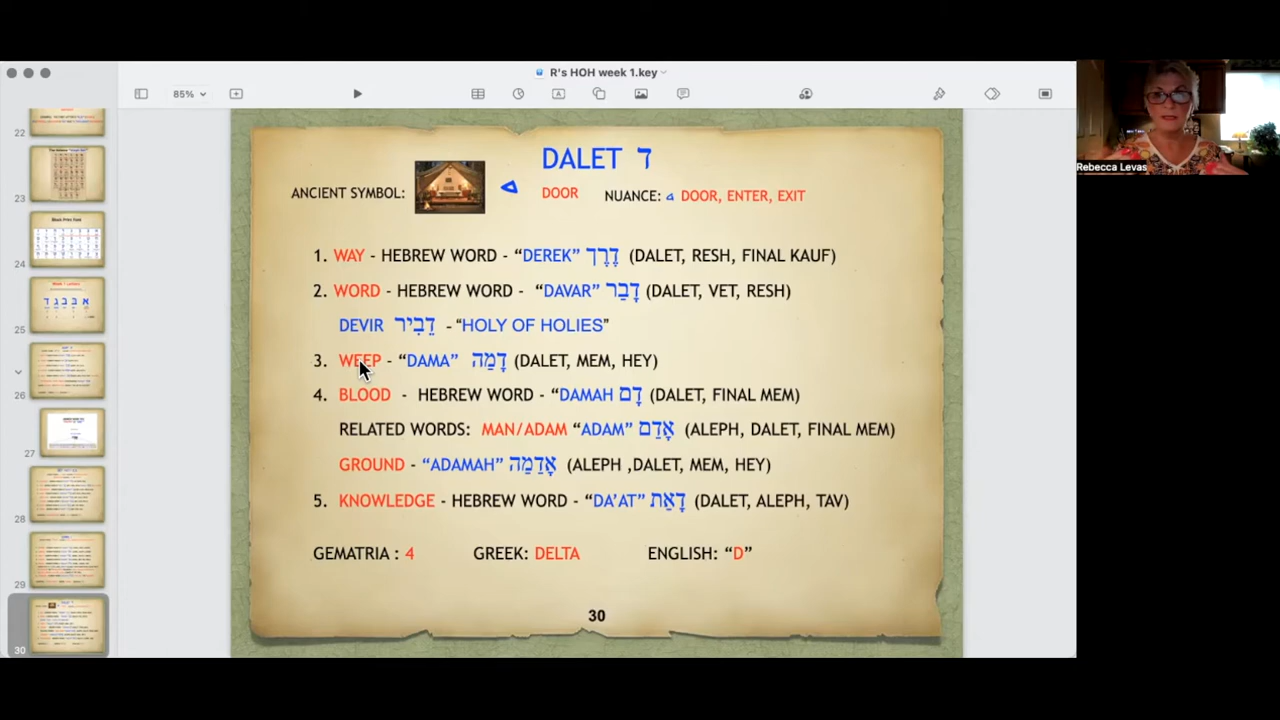 R's HOH week 1.key
85%
Rebecca Levas
22
23
24
25
26
27
28
29
30
DALET ד
ANCIENT SYMBOL: DOOR NUANCE: DOOR, ENTER, EXIT
1. WAY - HEBREW WORD - “DEREK” דֶרֶך (DALET, RESH, FINAL KAUF)
2. WORD - HEBREW WORD - “DAVAR” דָבַר (DALET, VET, RESH)
DEVIR דֵבִיר - “HOLY OF HOLIES”
3. WEEP - “DAMA” דָמַה (DALET, MEM, HEY)
4. BLOOD - HEBREW WORD - “DAMAH דָם (DALET, FINAL MEM)
RELATED WORDS: MAN/ADAM “ADAM” אָדַם (ALEPH, DALET, FINAL MEM)
GROUND - “ADAMAH” אָדַמַה (ALEPH ,DALET, MEM, HEY)
5. KNOWLEDGE - HEBREW WORD - “DA’AT” דָאַת (DALET, ALEPH, TAV)
GEMATRIA : 4 GREEK: DELTA ENGLISH: “D”
30